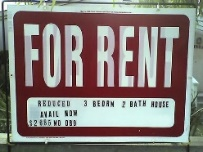 FOR RENT
REDUCED 3 BEDRM 2 BATH HOUSE
AVAIL NOW